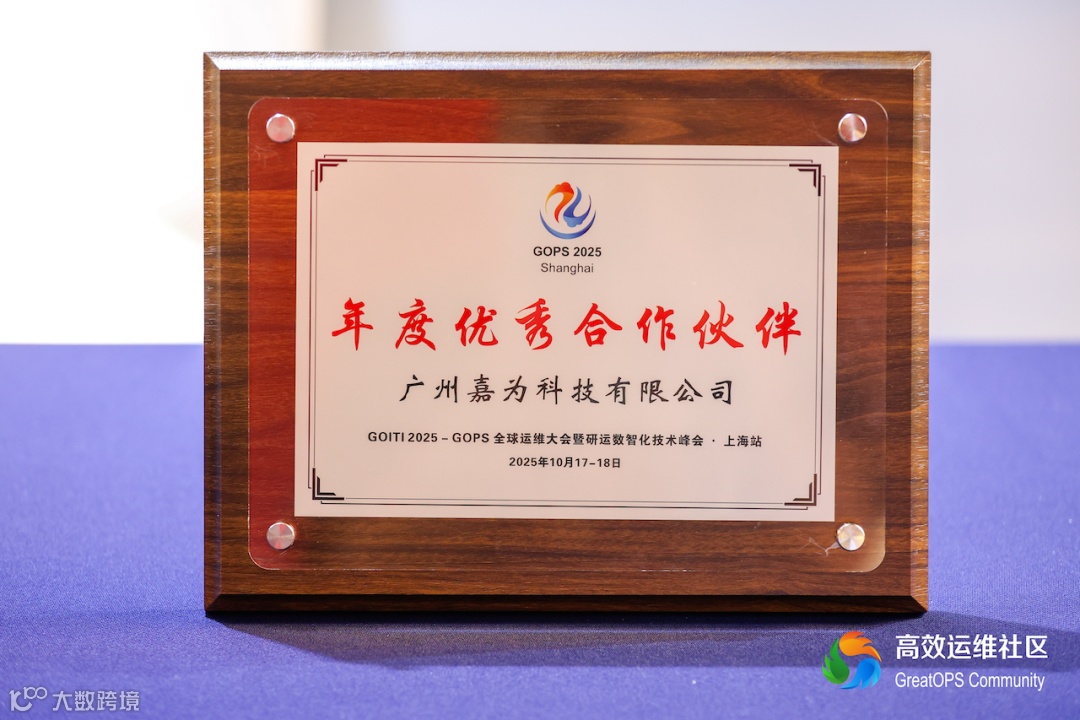 GOPS 2025
Shanghai
年度优秀合作伙伴
广州嘉为科技有限公司
GOITI 2025 – GOPS 全球运维大会暨研运数智化技术峰会 · 上海站
2025年10月17-18日
高效运维社区
GreatOPS Community
大数跨境